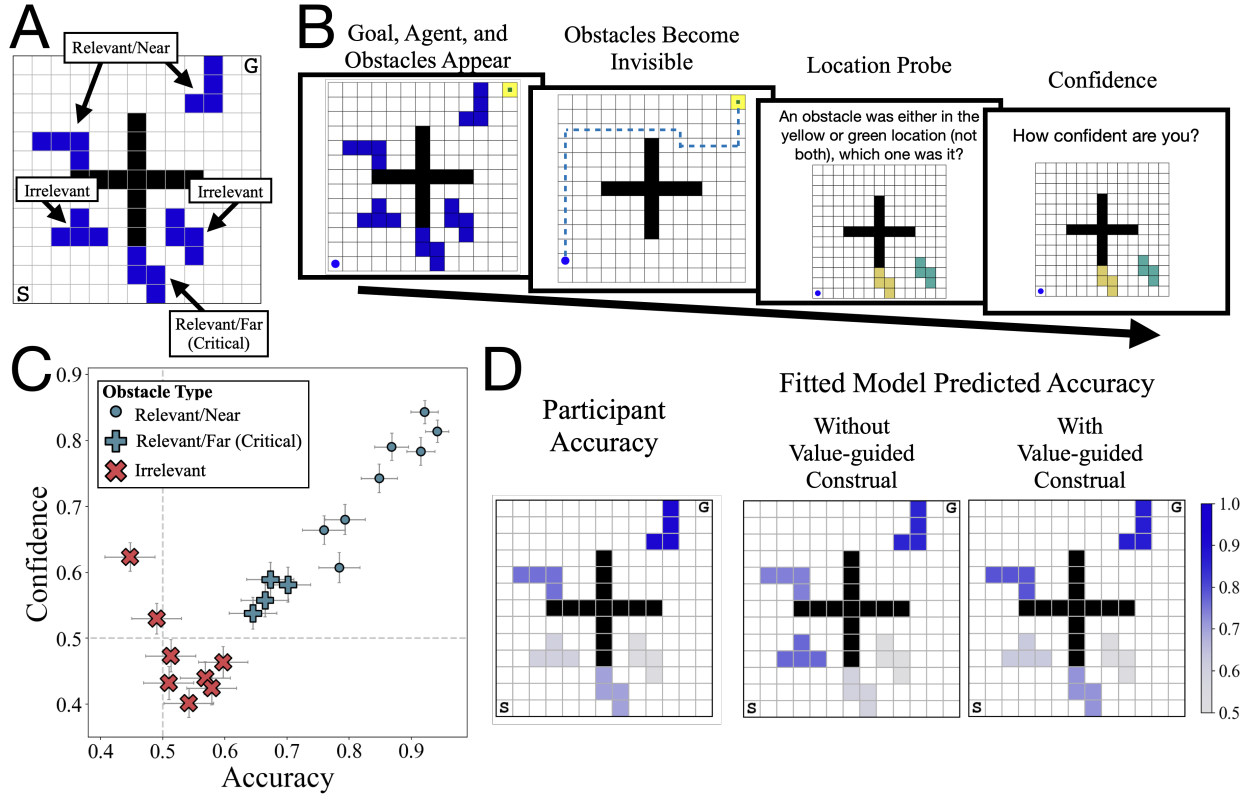 A
Relevant/Near
G
Irrelevant
Irrelevant
S
Relevant/Far
(Critical)
B
Goal, Agent, and
Obstacles Appear
Obstacles Become
Invisible
Location Probe
An obstacle was either in the
yellow or green location (not
both), which one was it?
Confidence
How confident are you?
C
0.9
0.8
0.7
0.6
0.5
0.4
Confidence
Obstacle Type
Relevant/Near
Relevant/Far (Critical)
Irrelevant
0.4 0.5 0.6 0.7 0.8 0.9
Accuracy
D
Participant
Accuracy
Fitted Model Predicted Accuracy
Without
Value-guided
Construal
With
Value-guided
Construal
G
S
G
S
G
S
1.0
0.9
0.8
0.7
0.6
0.5